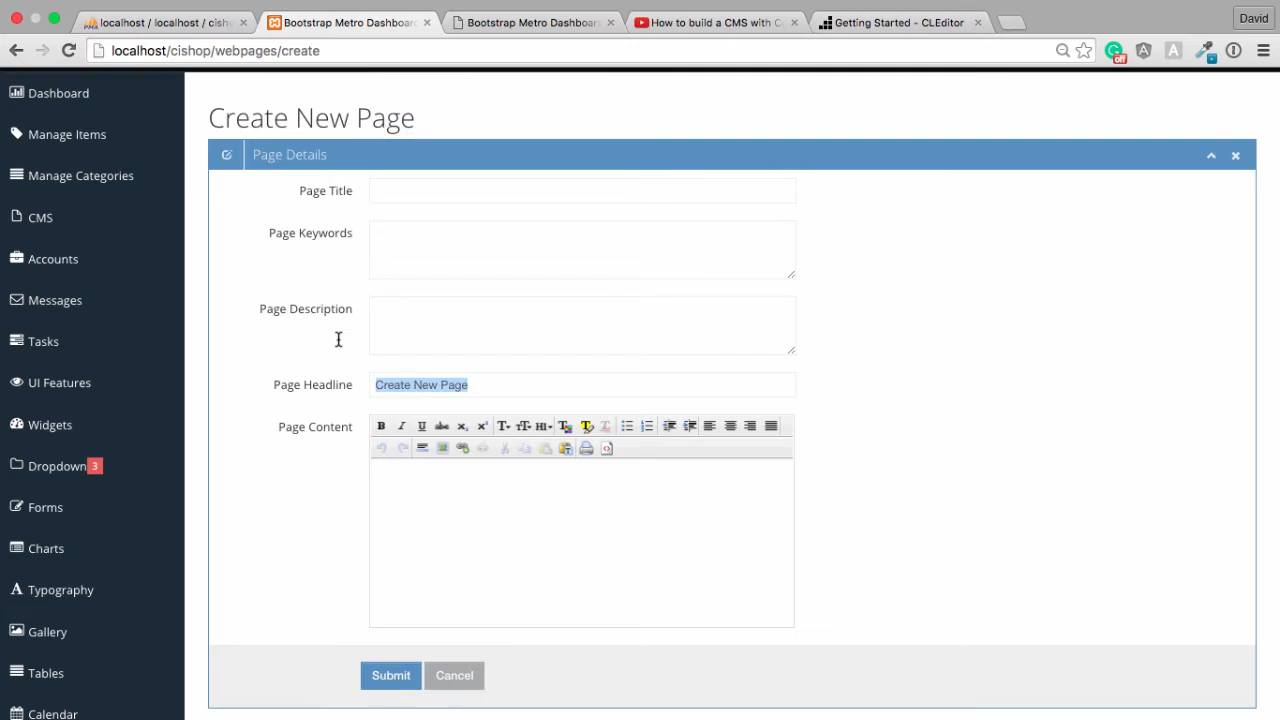 localhost / localhost / cisho
Bootstrap Metro Dashboard
Bootstrap Metro Dashboard
How to build a CMS with C
Getting Started - CLEditor
David
localhost/cishop/webpages/create
off
Dashboard
Manage Items
Manage Categories
CMS
Accounts
Messages
Tasks
UI Features
Widgets
Dropdown 3
Forms
Charts
Typography
Gallery
Tables
Calendar
Create New Page
Page Details
Page Title
Page Keywords
Page Description
Page Headline
Create New Page
Page Content
Submit
Cancel